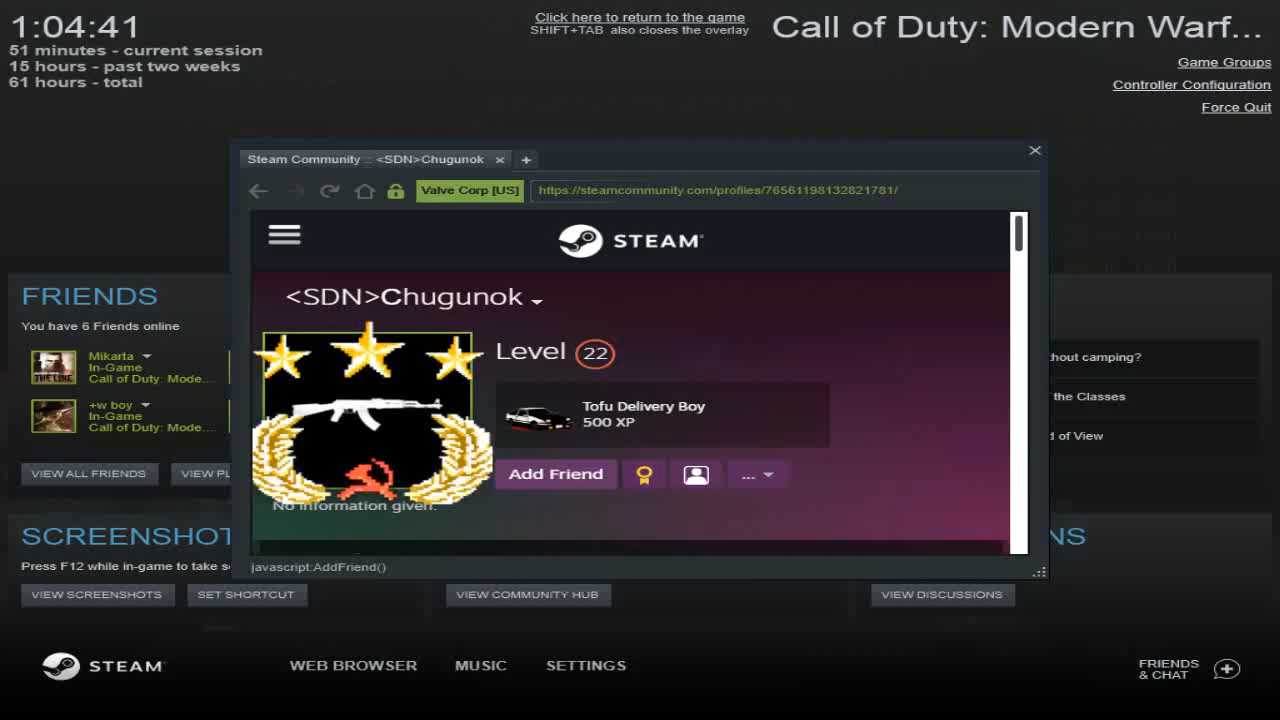 1:04:41
51 minutes - current session
15 hours - past two weeks
61 hours - total
Click here to return to the game
SHIFT+TAB also closes the overlay
Call of Duty: Modern Warf...
Game Groups
Controller Configuration
Force Quit
Steam Community :: <SDN>Chugunok
Valve Corp [US]
https://steamcommunity.com/profiles/76561198132821781/
STEAM
<SDN>Chugunok
Level 22
Tofu Delivery Boy
500 XP
Add Friend
...
No information given.
javascript:AddFriend()
FRIENDS
You have 6 Friends online
Mikarta
In-Game
Call of Duty: Mode...
+w boy
In-Game
Call of Duty: Mode...
VIEW ALL FRIENDS
VIEW PL
hout camping?
the Classes
d of View
SCREENSHOT
Press F12 while in-game to take s
VIEW SCREENSHOTS
SET SHORTCUT
VIEW COMMUNITY HUB
NS
VIEW DISCUSSIONS
STEAM
WEB BROWSER
MUSIC
SETTINGS
FRIENDS
& CHAT